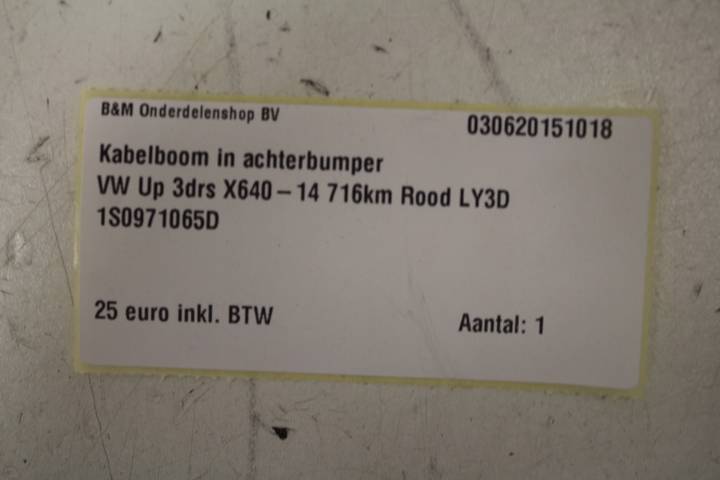 B&M Onderdelenshop BV
030620151018
Kabelboom in achterbumper
VW Up 3drs X640 – 14 716km Rood LY3D
1S0971065D
25 euro inkl. BTW
Aantal: 1